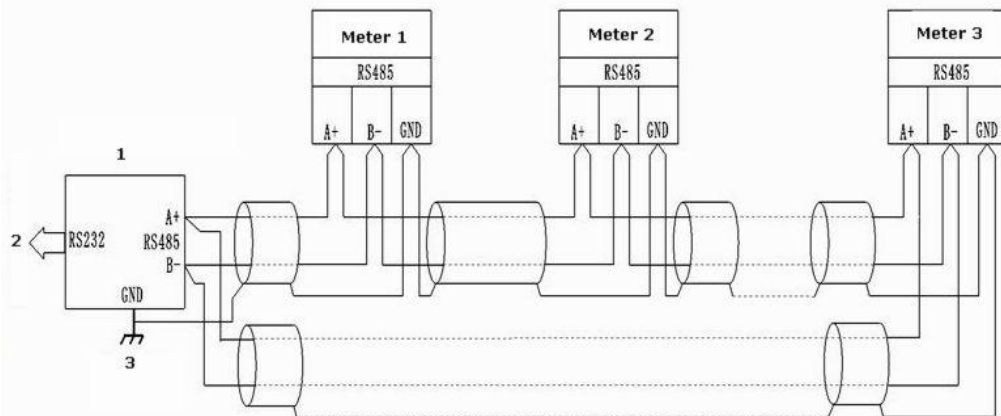 Meter 1
RS485
A+ B- GND
Meter 2
RS485
A+ B- GND
Meter 3
RS485
A+ B- GND
1
2
RS232
A+
RS485
B-
GND
3